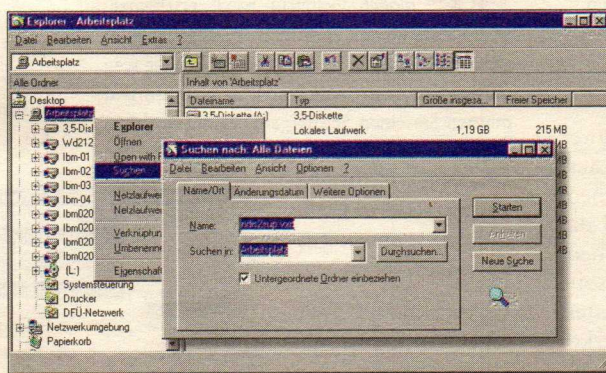 Explorer - Arbeitsplatz
Datei Bearbeiten Ansicht Extras ?
Arbeitsplatz
Alle Ordner
Inhalt von 'Arbeitsplatz'
Desktop
Arbeitsplatz
3,5-Disl
Wd212
Ibm-01
Ibm-02
Ibm-03
Ibm-04
Ibm020
Ibm020
Ibm020
Ibm020
(L:)
Systemsteuerung
Drucker
DFÜ-Netzwerk
Netzwerkumgebung
Papierkorb
Dateiname Typ Größe insgesa... Freier Speicher
3,5-Diskette (A:) 3,5-Diskette
Lokales Laufwerk 1,19 GB 215 MB
Explorer
Öffnen
Open with F
Suchen
Netzlaufwe
Netzlaufwe
Verknüpfun
Umbenenne
Eigenschaft
Suchen nach: Alle Dateien
Datei Bearbeiten Ansicht Optionen ?
Name/Ort Änderungsdatum Weitere Optionen
Name:
Suchen in: Arbeitsplatz
Durchsuchen...
Untergeordnete Ordner einbeziehen
Starten
Anhalten
Neue Suche